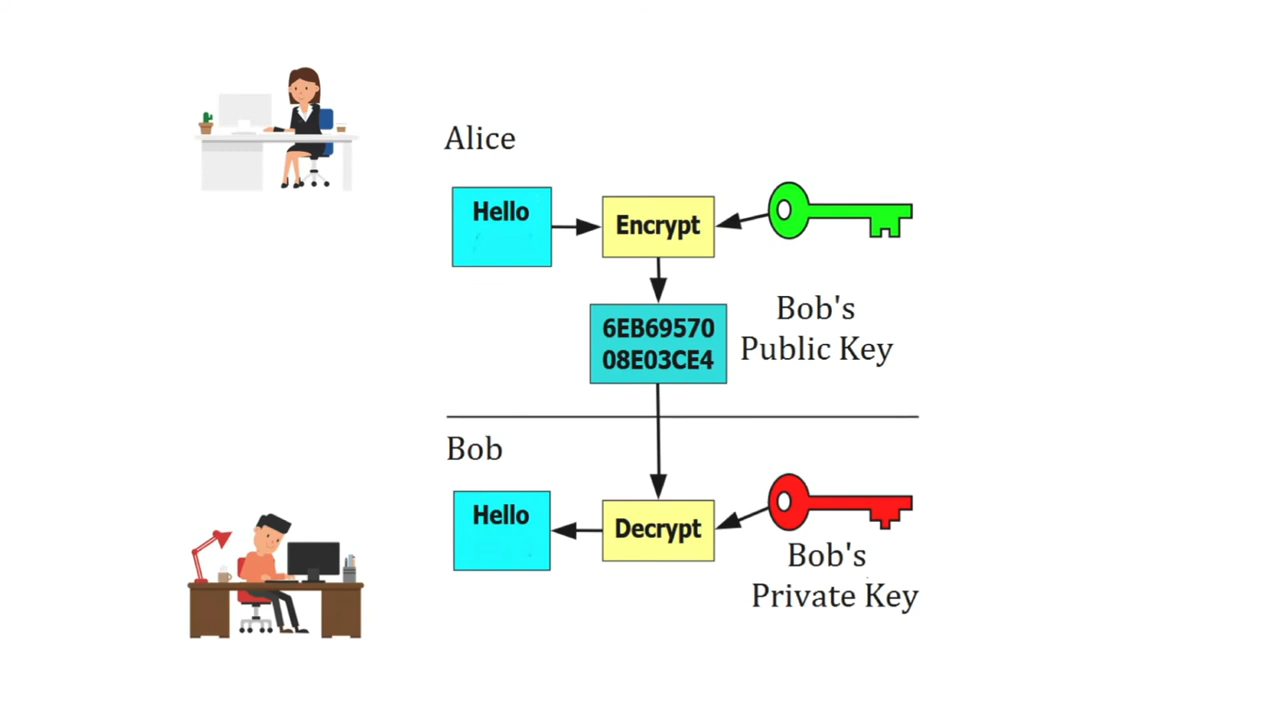 Alice
Hello
Encrypt
6EB69570
08E03CE4
Bob's
Public Key
Bob
Hello
Decrypt
Bob's
Private Key